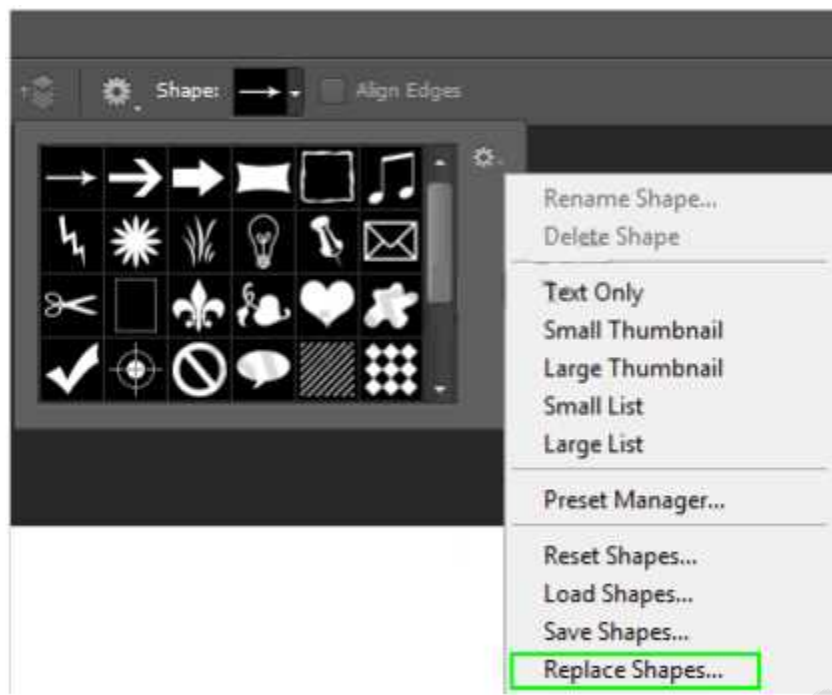 Shape:
Align Edges
Rename Shape...
Delete Shape
Text Only
Small Thumbnail
Large Thumbnail
Small List
Large List
Preset Manager...
Reset Shapes...
Load Shapes...
Save Shapes...
Replace Shapes...